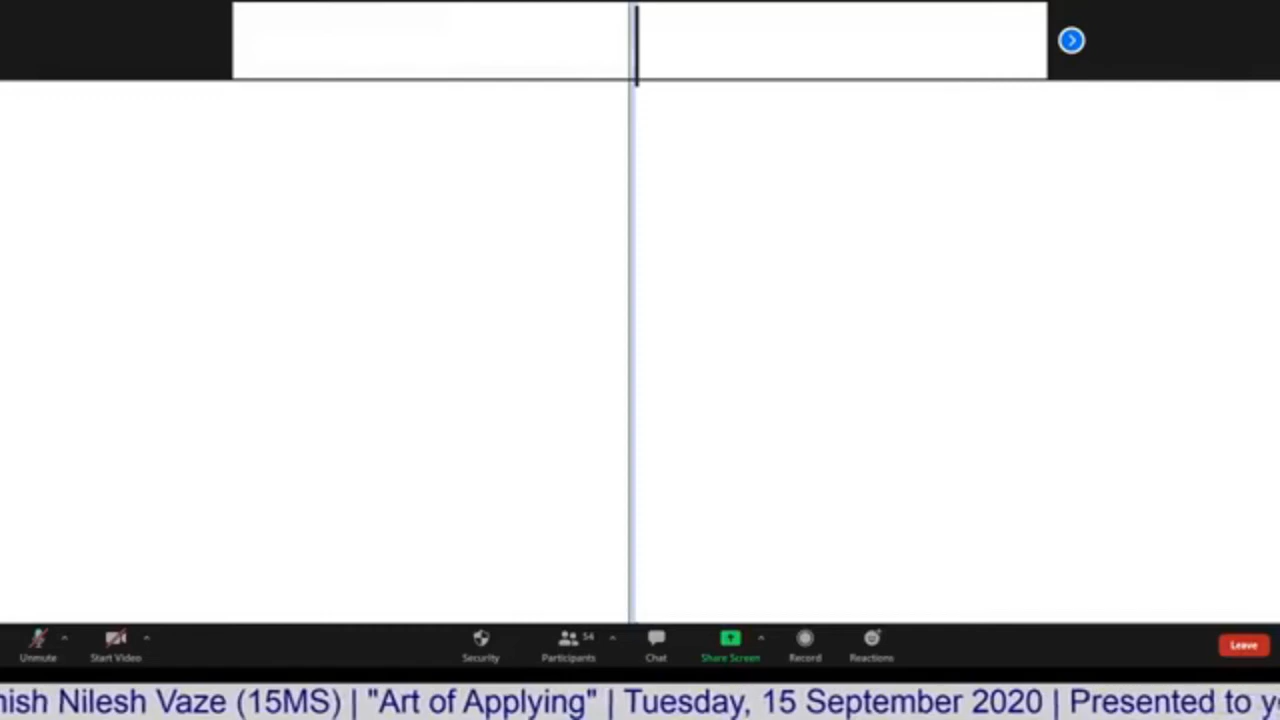 Unmute
Start Video
Security
54
Participants
Chat
Share Screen
Record
Reactions
Leave
nish Nilesh Vaze (15MS) | "Art of Applying" | Tuesday, 15 September 2020 | Presented to y